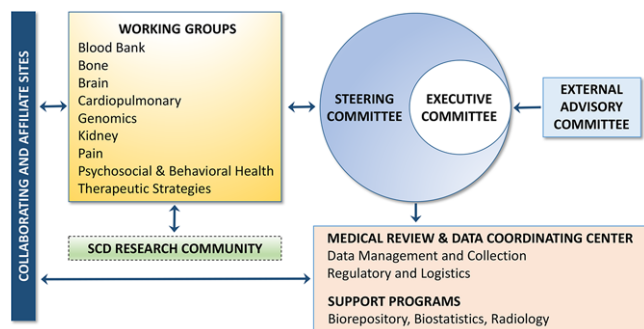 COLLABORATING AND AFFILIATE SITES
WORKING GROUPS
Blood Bank
Bone
Brain
Cardiopulmonary
Genomics
Kidney
Pain
Psychosocial & Behavioral Health
Therapeutic Strategies
SCD RESEARCH COMMUNITY
STEERING
COMMITTEE
EXECUTIVE
COMMITTEE
EXTERNAL
ADVISORY
COMMITTEE
MEDICAL REVIEW & DATA COORDINATING CENTER
Data Management and Collection
Regulatory and Logistics
SUPPORT PROGRAMS
Biorepository, Biostatistics, Radiology